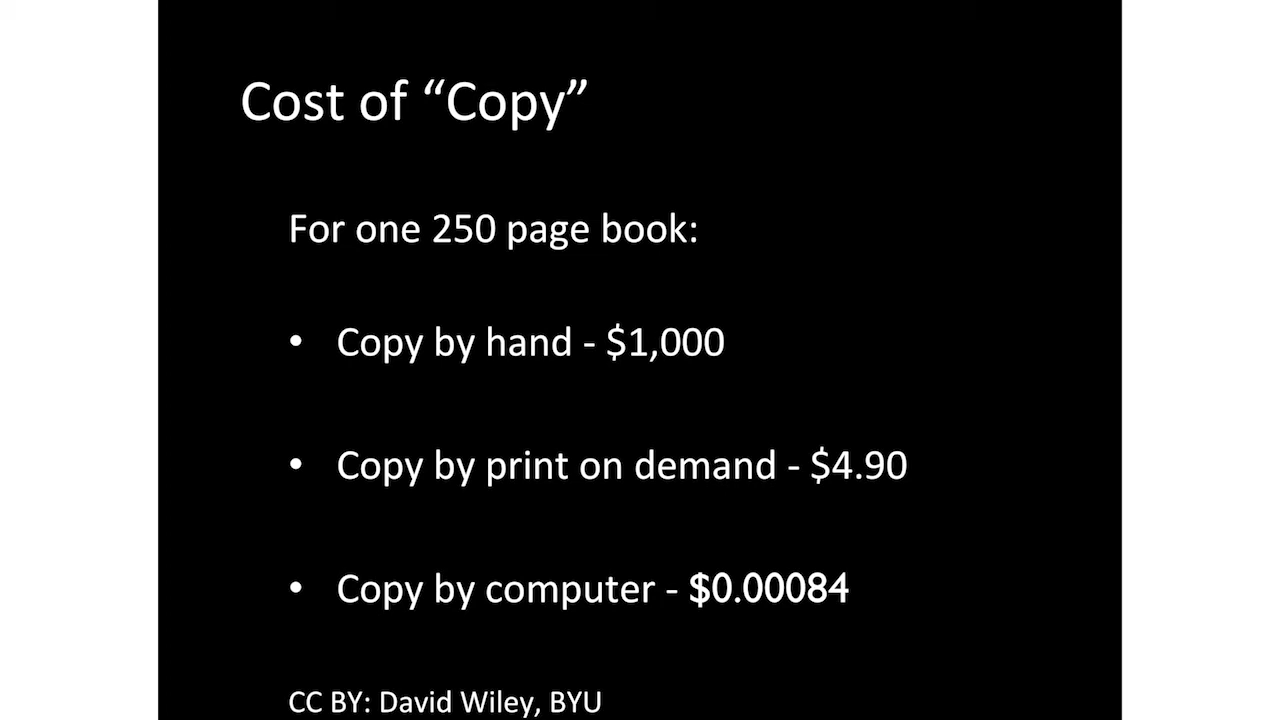 Cost of “Copy”
For one 250 page book:
• Copy by hand - $1,000
• Copy by print on demand - $4.90
• Copy by computer - $0.00084
CC BY: David Wiley, BYU